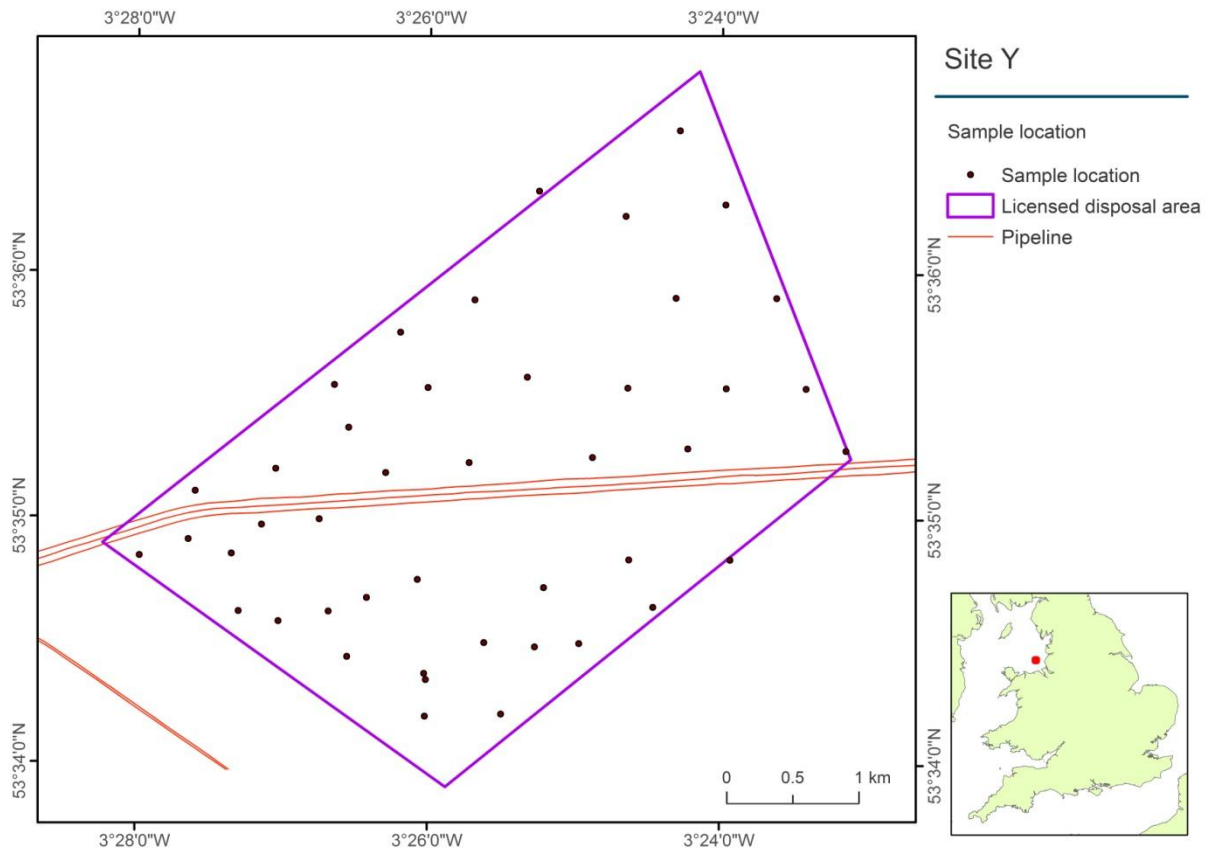 3°28'0"W 3°26'0"W 3°24'0"W
Site Y
Sample location
Sample location
Licensed disposal area
Pipeline
53°36'0"N 53°36'0"N
53°35'0"N 53°35'0"N
53°34'0"N 53°34'0"N
0 0.5 1 km
3°28'0"W 3°26'0"W 3°24'0"W